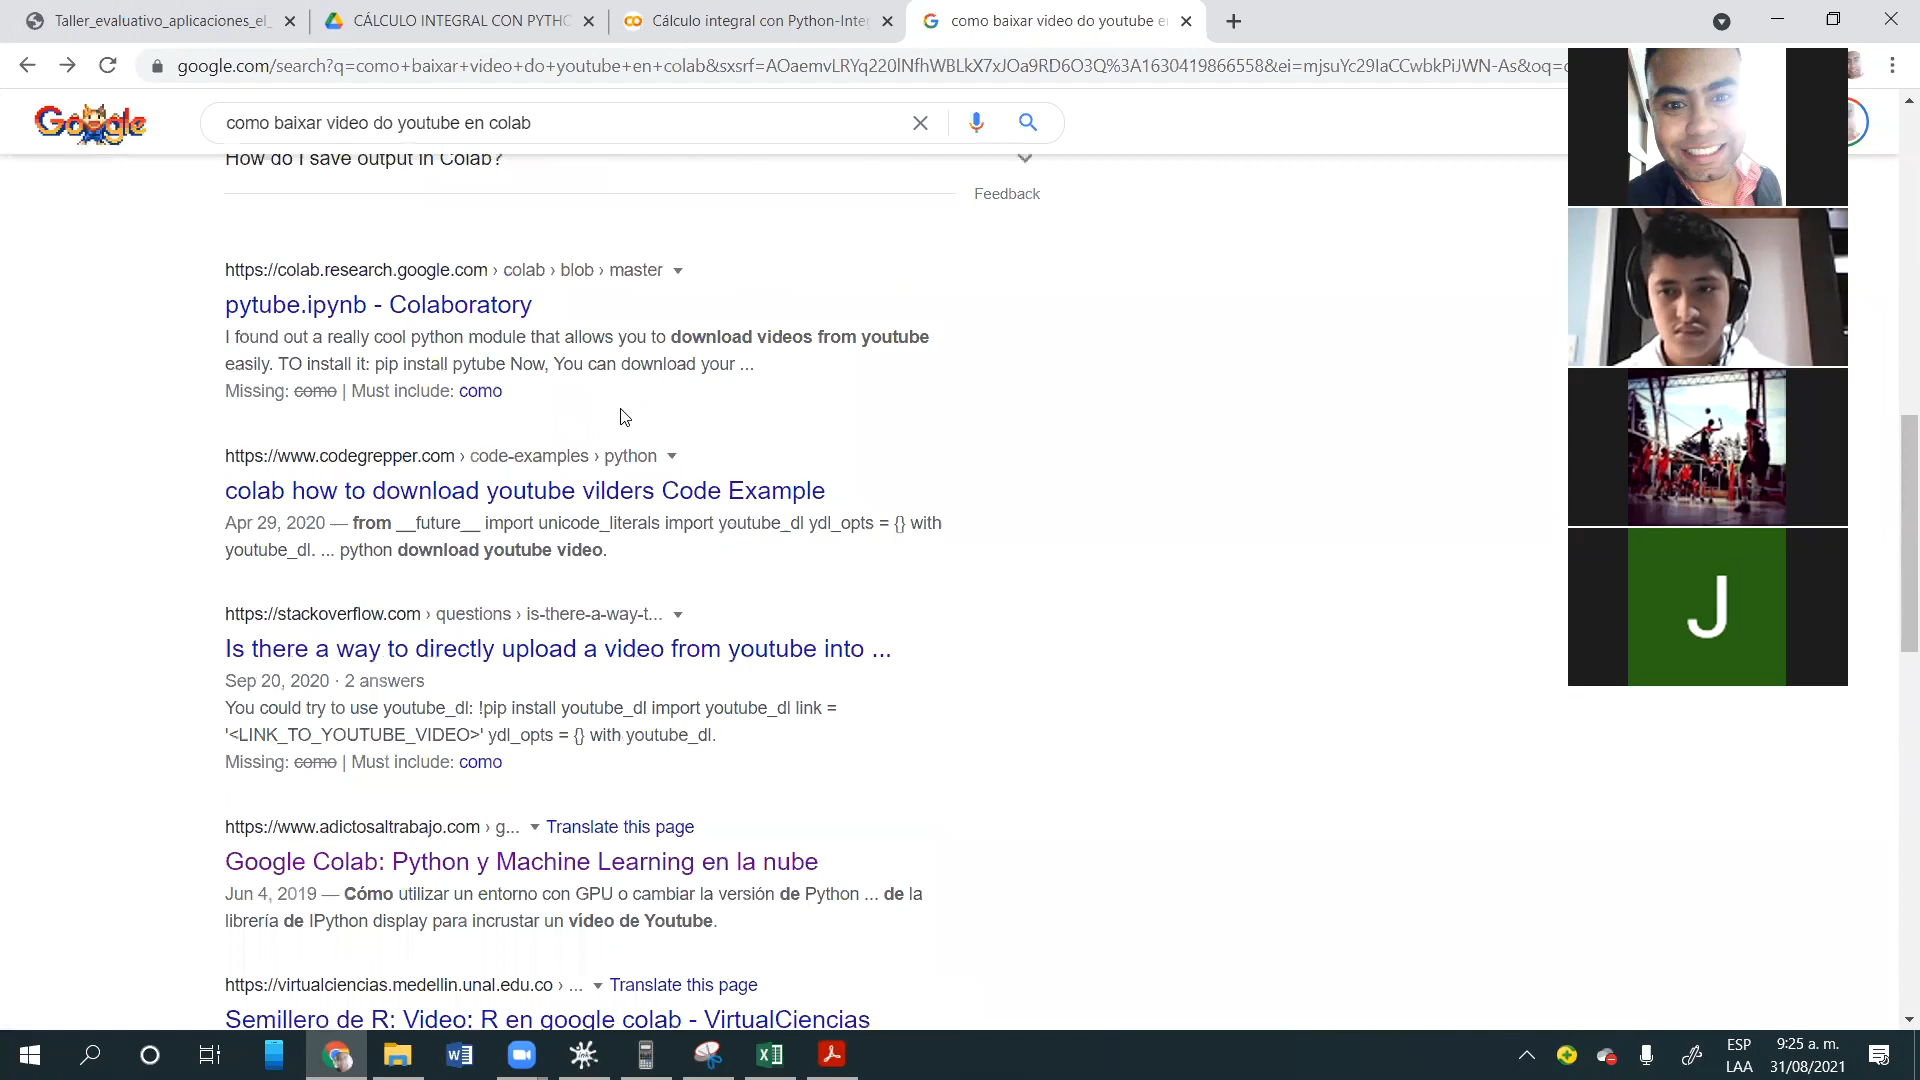 Taller_evaluativo_aplicaciones_el_
CÁLCULO INTEGRAL CON PYTHO
Cálculo integral con Python-Inte
como baixar video do youtube e
google.com/search?q=como+baixar+video+do+youtube+en+colab&sxsrf=AOaemvLRYq220lNfhWBLkX7xJOa9RD6O3Q%3A1630419866558&ei=mjsuYc29IaCCwbkPiJWN-As&oq=c
Google
como baixar video do youtube en colab
How do I save output in Colab?
Feedback
https://colab.research.google.com › colab › blob › master
pytube.ipynb - Colaboratory
I found out a really cool python module that allows you to download videos from youtube
easily. TO install it: pip install pytube Now, You can download your ...
Missing: como | Must include: como
https://www.codegrepper.com › code-examples › python
colab how to download youtube vilders Code Example
Apr 29, 2020 — from __future__ import unicode_literals import youtube_dl ydl_opts = {} with
youtube_dl. ... python download youtube video.
https://stackoverflow.com › questions › is-there-a-way-t...
Is there a way to directly upload a video from youtube into ...
Sep 20, 2020 · 2 answers
You could try to use youtube_dl: !pip install youtube_dl import youtube_dl link =
'<LINK_TO_YOUTUBE_VIDEO>' ydl_opts = {} with youtube_dl.
Missing: como | Must include: como
https://www.adictosaltrabajo.com › g... Translate this page
Google Colab: Python y Machine Learning en la nube
Jun 4, 2019 — Cómo utilizar un entorno con GPU o cambiar la versión de Python ... de la
librería de IPython display para incrustar un vídeo de Youtube.
https://virtualciencias.medellin.unal.edu.co › ... Translate this page
Semillero de R: Video: R en google colab - VirtualCiencias
J
ESP
LAA
9:25 a. m.
31/08/2021